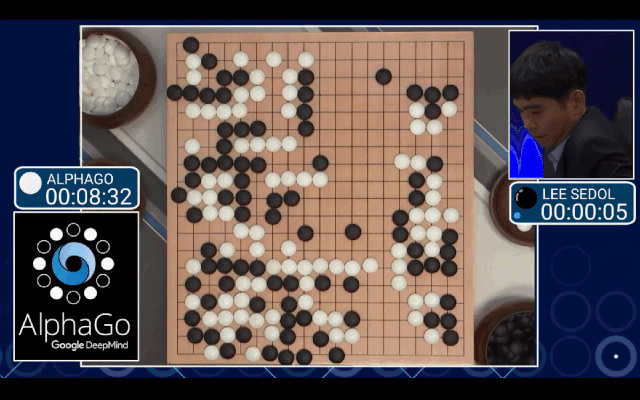 ALPHAGO
00:08:32
LEE SEDOL
00:00:05
AlphaGo
Google DeepMind